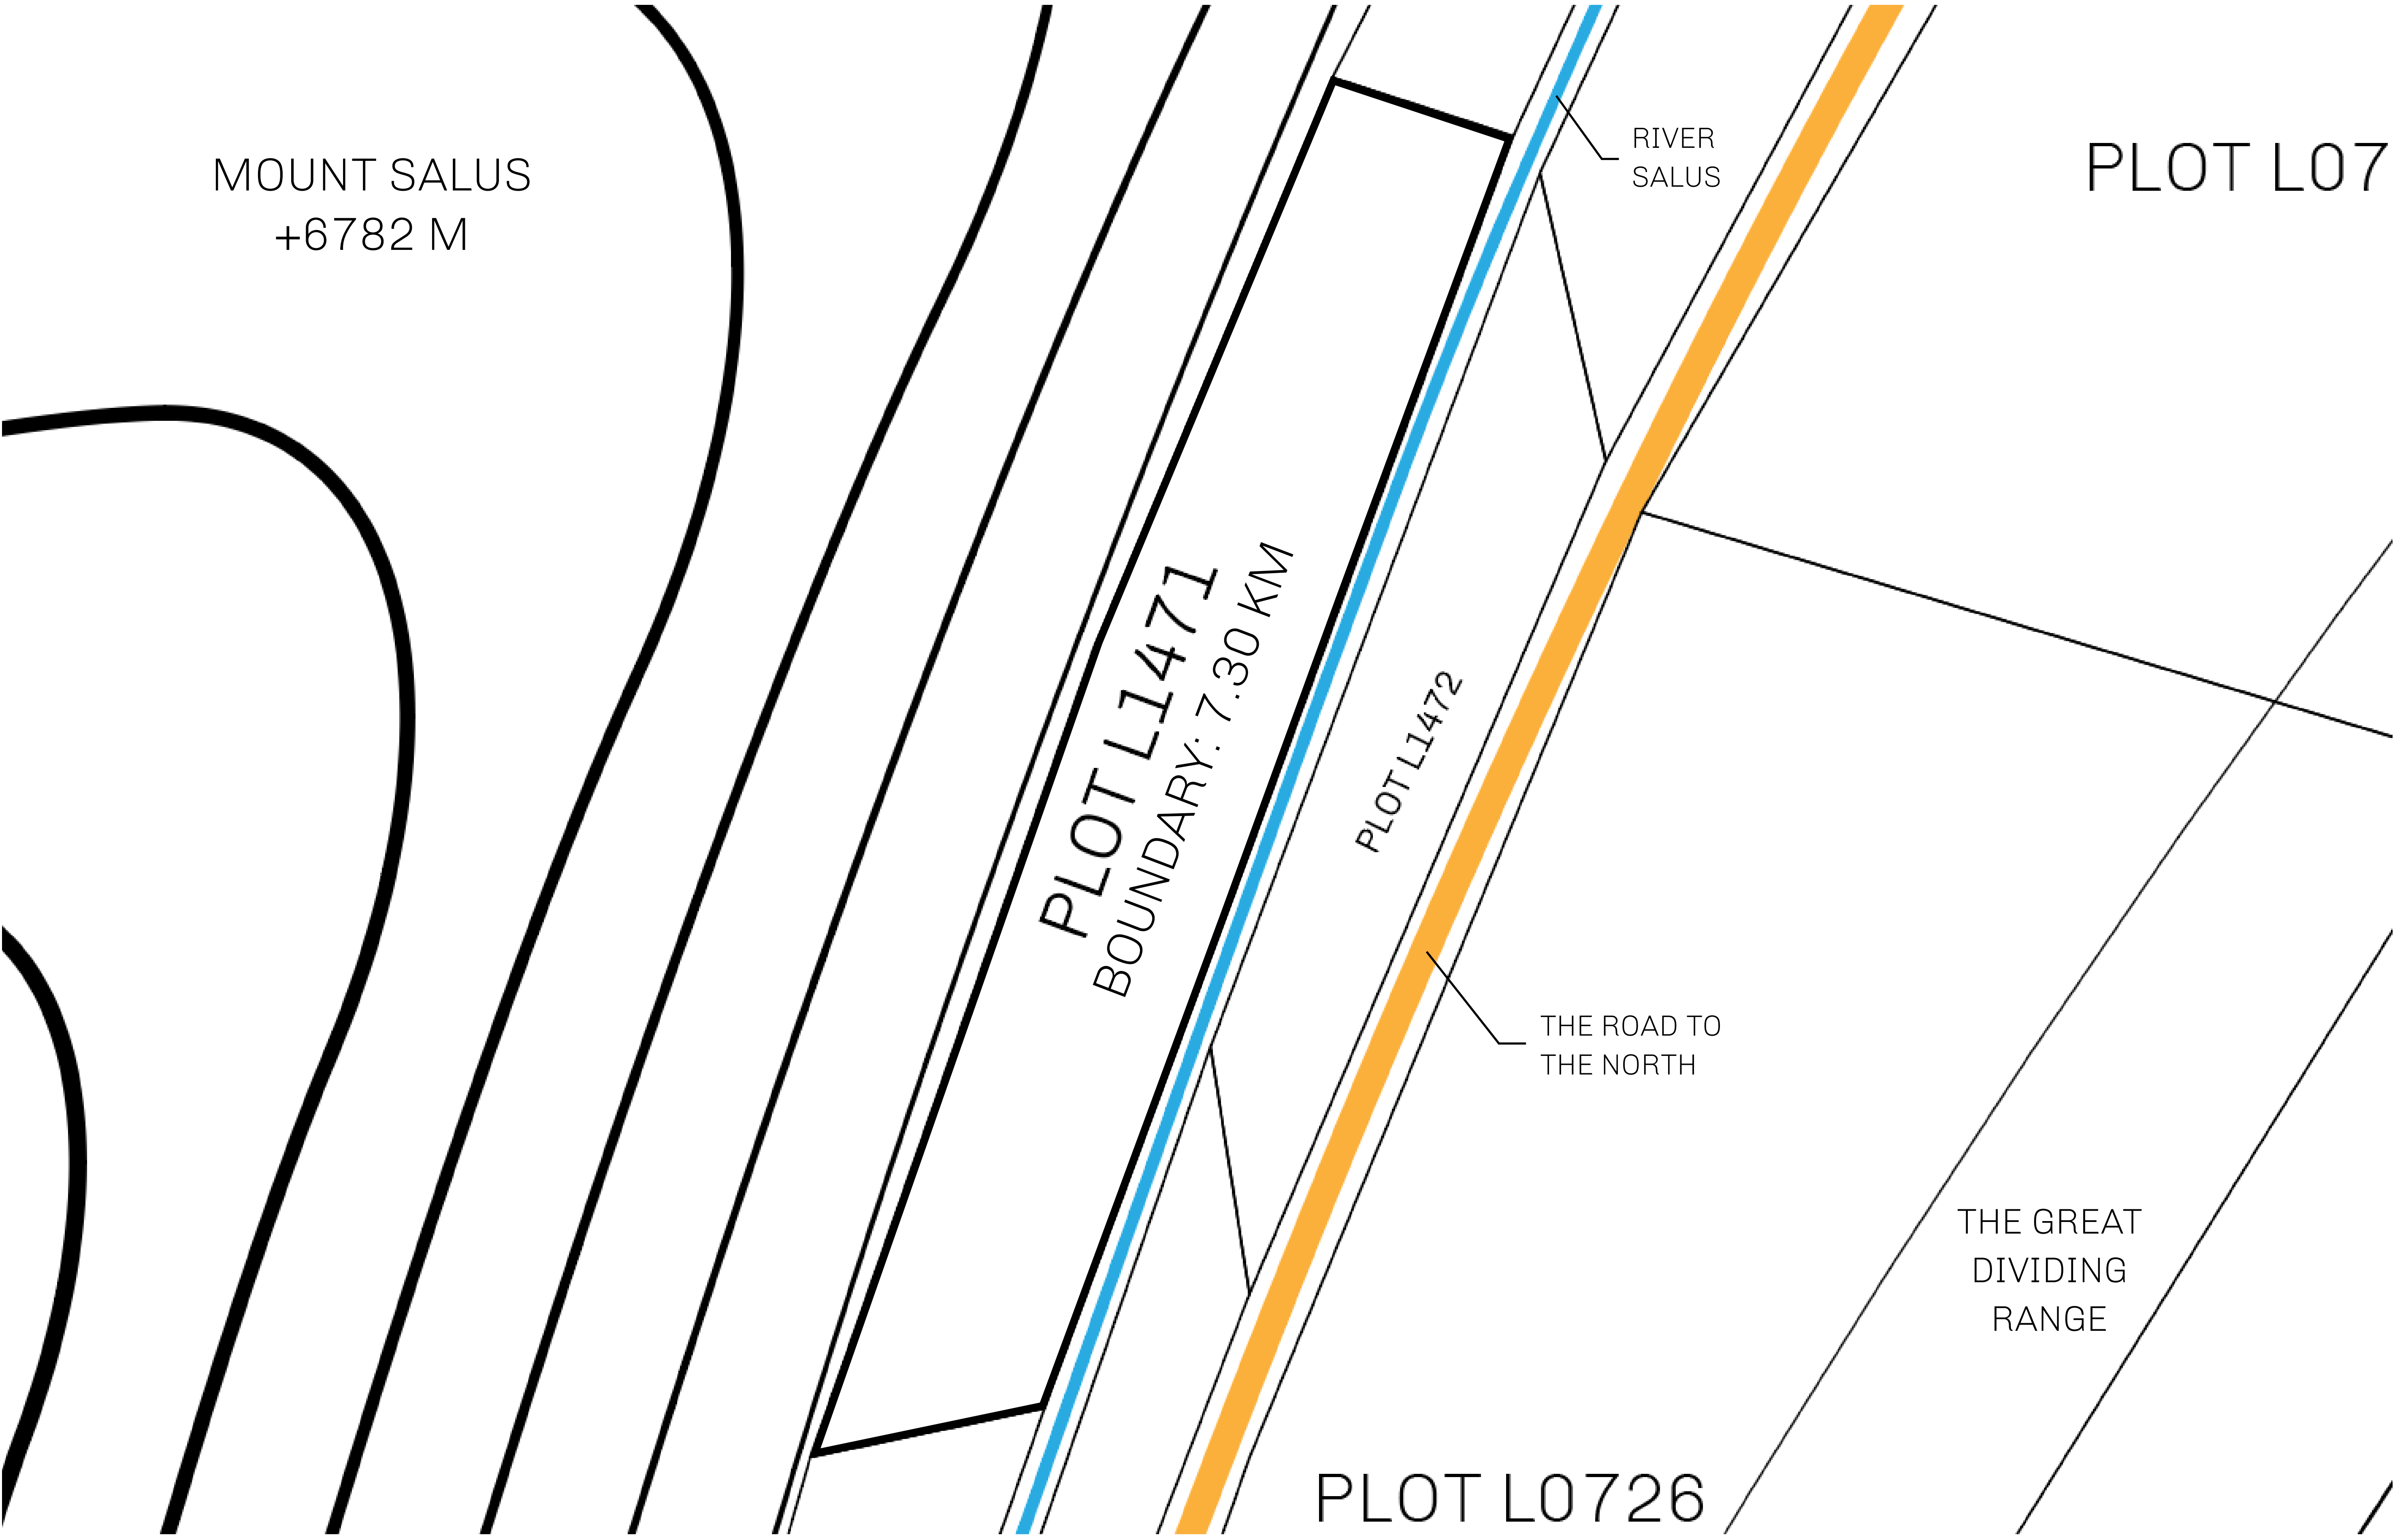 MOUNT SALUS
+6782 M
RIVER
SALUS
PLOT L07
PLOT L1471
BOUNDARY: 7.30 KM
PLOT L1472
THE ROAD TO
THE NORTH
THE GREAT
DIVIDING
RANGE
PLOT L0726